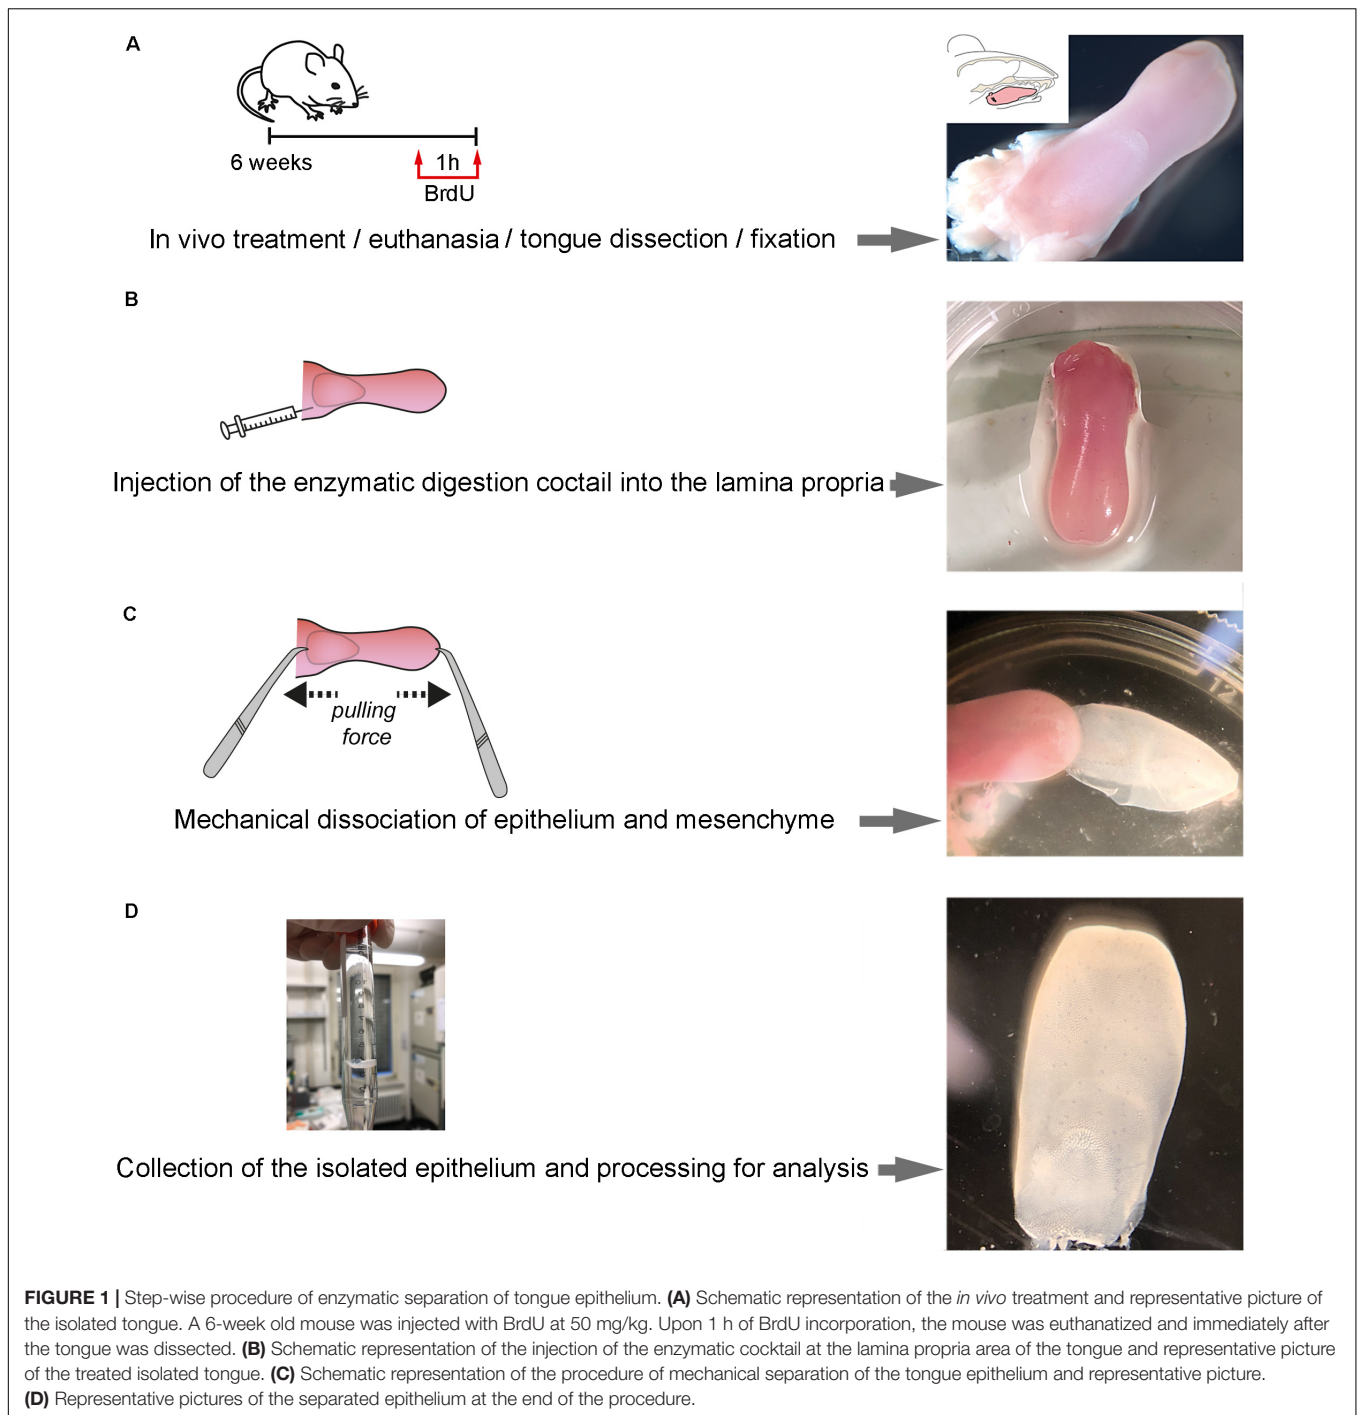 A
6 weeks
1h
BrdU
In vivo treatment / euthanasia / tongue dissection / fixation
B
Injection of the enzymatic digestion coctail into the lamina propria
C
pulling
force
12
Mechanical dissociation of epithelium and mesenchyme
D
Collection of the isolated epithelium and processing for analysis
FIGURE 1 | Step-wise procedure of enzymatic separation of tongue epithelium. (A) Schematic representation of the in vivo treatment and representative picture of
the isolated tongue. A 6-week old mouse was injected with BrdU at 50 mg/kg. Upon 1 h of BrdU incorporation, the mouse was euthanatized and immediately after
the tongue was dissected. (B) Schematic representation of the injection of the enzymatic cocktail at the lamina propria area of the tongue and representative picture
of the treated isolated tongue. (C) Schematic representation of the procedure of mechanical separation of the tongue epithelium and representative picture.
(D) Representative pictures of the separated epithelium at the end of the procedure.